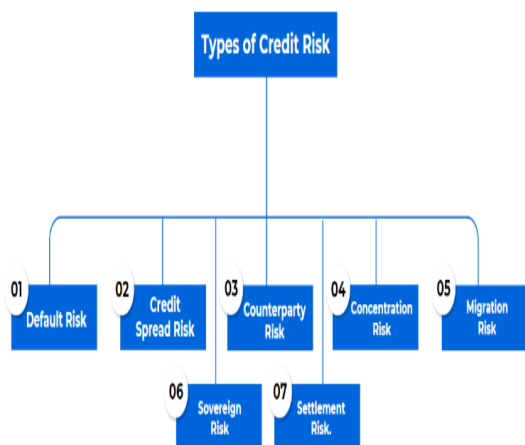 Types of Credit Risk
01
Default Risk
02
Credit
Spread Risk
03
Counterparty
Risk
04
Concentration
Risk
05
Migration
Risk
06
Sovereign
Risk
07
Settlement
Risk.